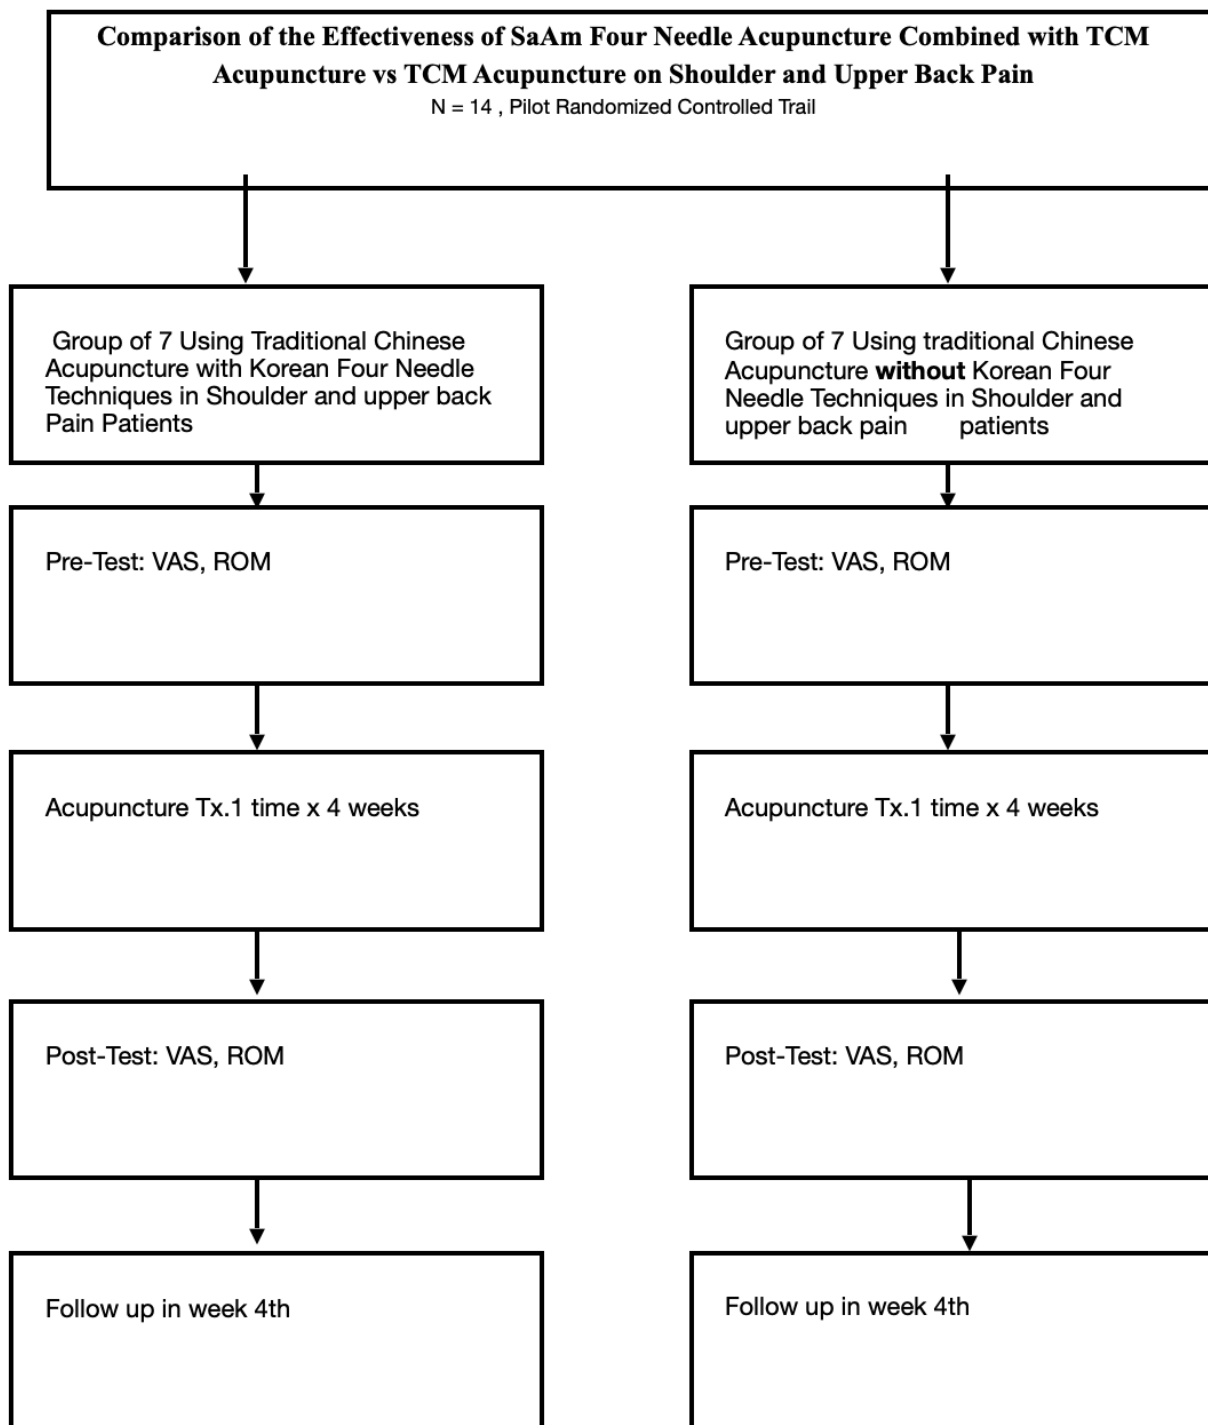 Comparison of the Effectiveness of SaAm Four Needle Acupuncture Combined with TCM
Acupuncture vs TCM Acupuncture on Shoulder and Upper Back Pain
N = 14 , Pilot Randomized Controlled Trail
Group of 7 Using Traditional Chinese
Acupuncture with Korean Four Needle
Techniques in Shoulder and upper back
Pain Patients
Group of 7 Using traditional Chinese
Acupuncture without Korean Four
Needle Techniques in Shoulder and
upper back pain patients
Pre-Test: VAS, ROM
Pre-Test: VAS, ROM
Acupuncture Tx.1 time x 4 weeks
Acupuncture Tx.1 time x 4 weeks
Post-Test: VAS, ROM
Post-Test: VAS, ROM
Follow up in week 4th
Follow up in week 4th